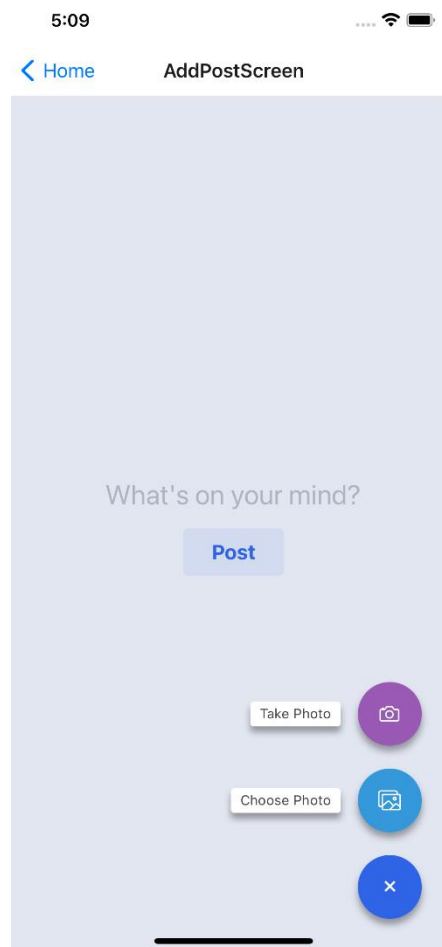 5:09
Home AddPostScreen
What's on your mind?
Post
Take Photo
Choose Photo